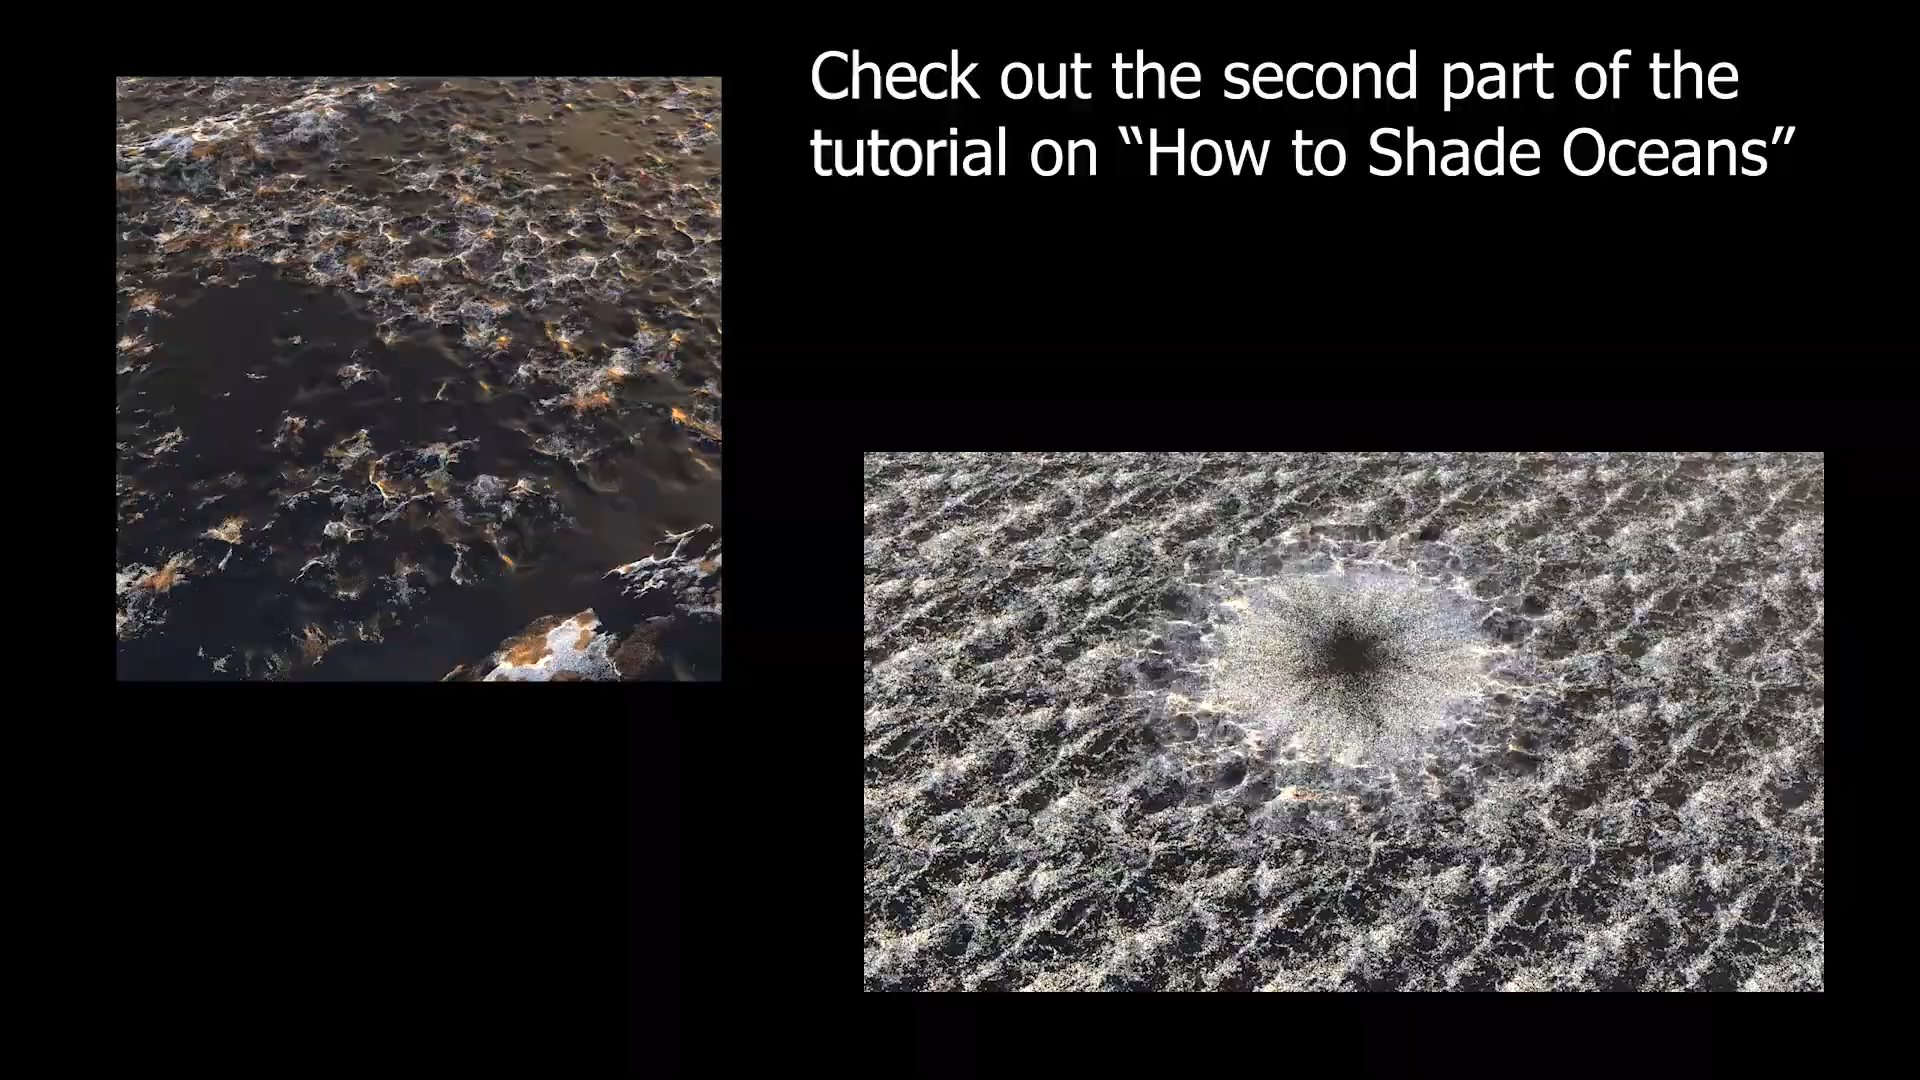 Check out the second part of the
tutorial on “How to Shade Oceans”